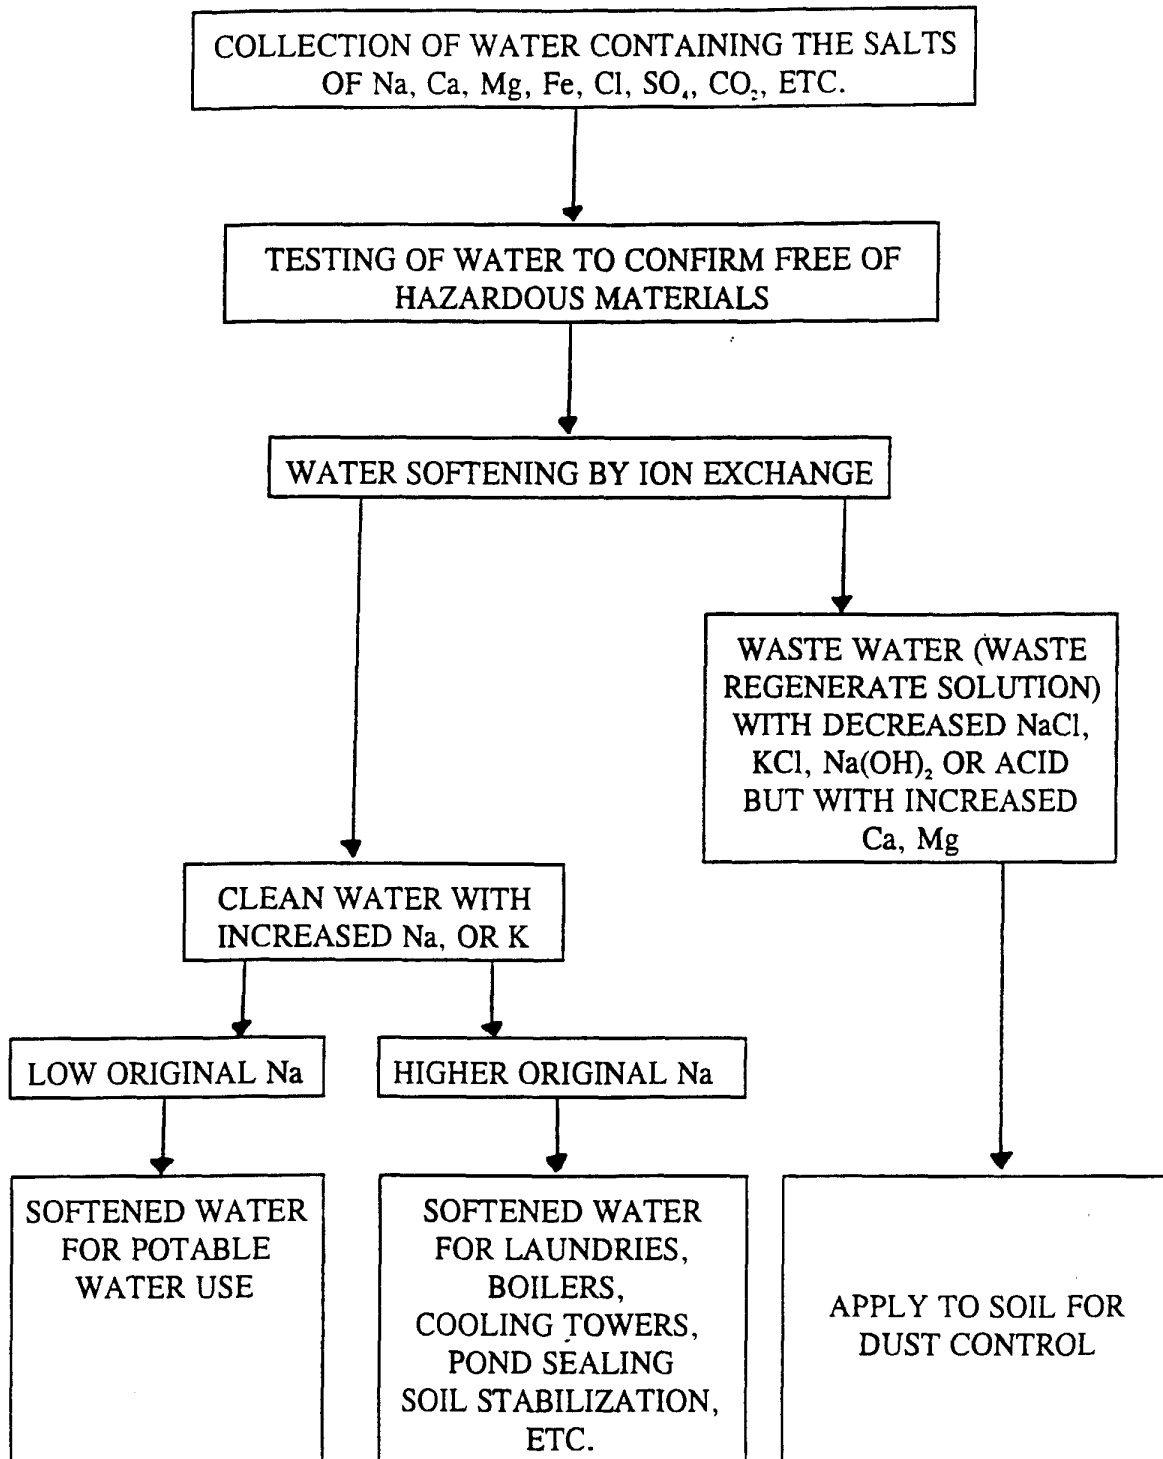 COLLECTION OF WATER CONTAINING THE SALTS
OF Na, Ca, Mg, Fe, Cl, SO₄, CO₂, ETC.
TESTING OF WATER TO CONFIRM FREE OF
HAZARDOUS MATERIALS
WATER SOFTENING BY ION EXCHANGE
WASTE WATER (WASTE
REGENERATE SOLUTION)
WITH DECREASED NaCl,
KCl, Na(OH)₂ OR ACID
BUT WITH INCREASED
Ca, Mg
CLEAN WATER WITH
INCREASED Na, OR K
LOW ORIGINAL Na
HIGHER ORIGINAL Na
SOFTENED WATER
FOR POTABLE
WATER USE
SOFTENED WATER
FOR LAUNDRIES,
BOILERS,
COOLING TOWERS,
POND SEALING
SOIL STABILIZATION,
ETC.
APPLY TO SOIL FOR
DUST CONTROL